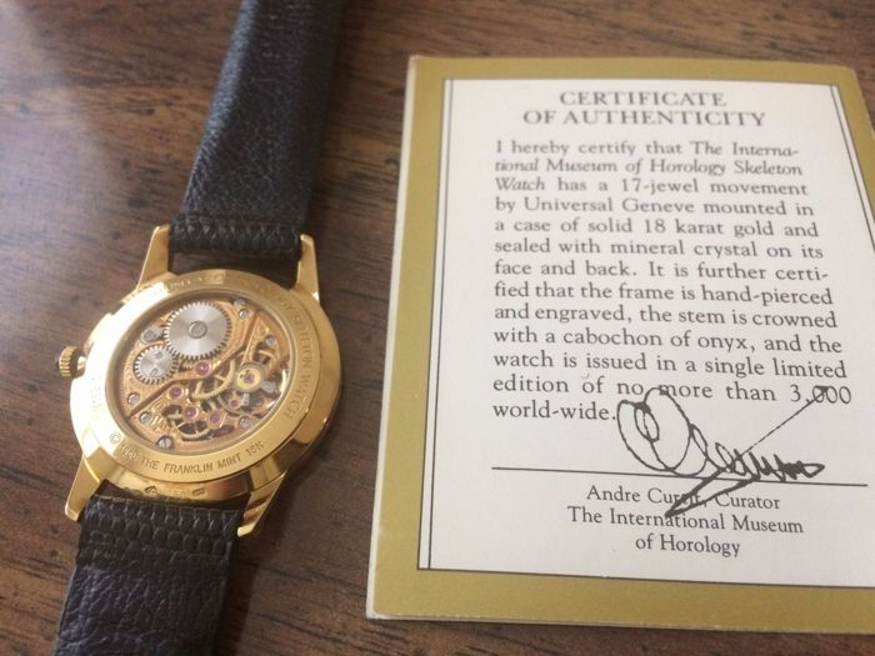 CERTIFICATE
OF AUTHENTICITY
I hereby certify that The Interna-
tional Museum of Horology Skeleton
Watch has a 17-jewel movement
by Universal Geneve mounted in
a case of solid 18 karat gold and
sealed with mineral crystal on its
face and back. It is further certi-
fied that the frame is hand-pierced
and engraved, the stem is crowned
with a cabochon of onyx, and the
watch is issued in a single limited
edition of no more than 3,000
world-wide.
Andre Curtit, Curator
The International Museum
of Horology
SKELETON WATCH
© THE FRANKLIN MINT 18K